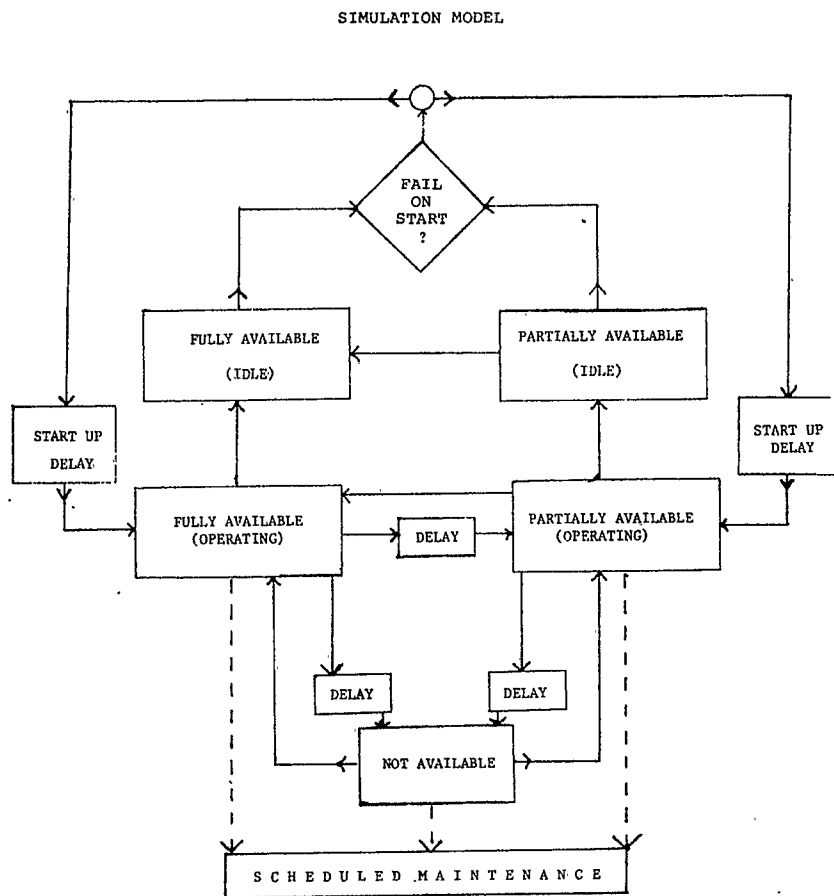 SIMULATION MODEL
FAIL
ON
START
?
FULLY AVAILABLE
(IDLE)
PARTIALLY AVAILABLE
(IDLE)
START UP
DELAY
START UP
DELAY
FULLY AVAILABLE
(OPERATING)
DELAY
PARTIALLY AVAILABLE
(OPERATING)
DELAY
DELAY
NOT AVAILABLE
SCHEDULED MAINTENANCE